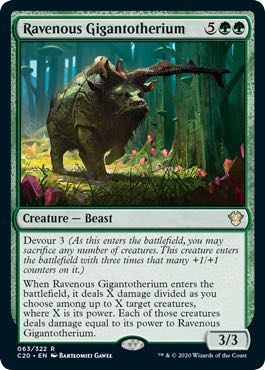 Ravenous Gigantotherium 5
Creature — Beast
Devour 3 (As this enters the battlefield, you may
sacrifice any number of creatures. This creature
enters the battlefield with three times that many +1/+1
counters on it.)
When Ravenous Gigantotherium enters the
battlefield, it deals X damage divided as you
choose among up to X target creatures,
where X is its power. Each of those creatures
deals damage equal to its power to Ravenous
Gigantotherium.
3/3
063/322 R
C20 • EN Bartłomiej Gaweł
™ & © 2020 Wizards of the Coast